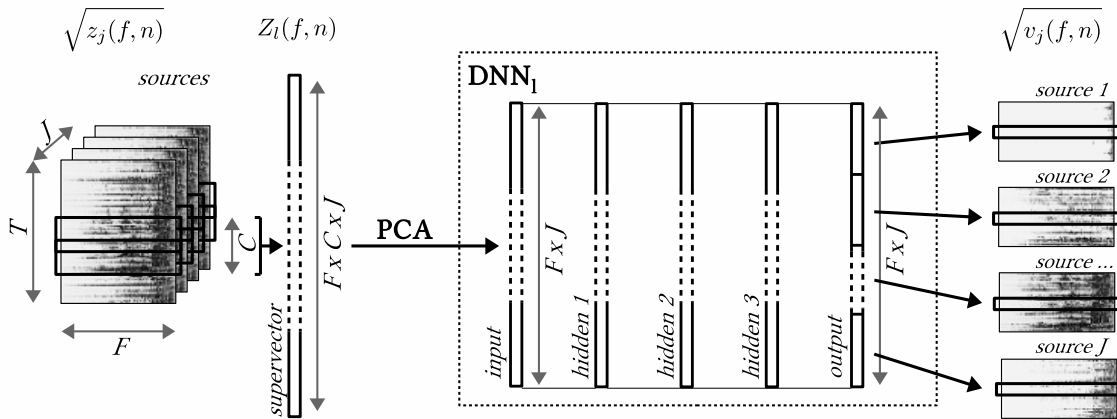 √z_j(f,n)
Z_l(f,n)
√v_j(f,n)
sources
J
T
F
C
supervector
F x C x J
PCA
DNN_l
input
F x J
hidden 1
hidden 2
hidden 3
output
F x J
source 1
source 2
source ...
source J